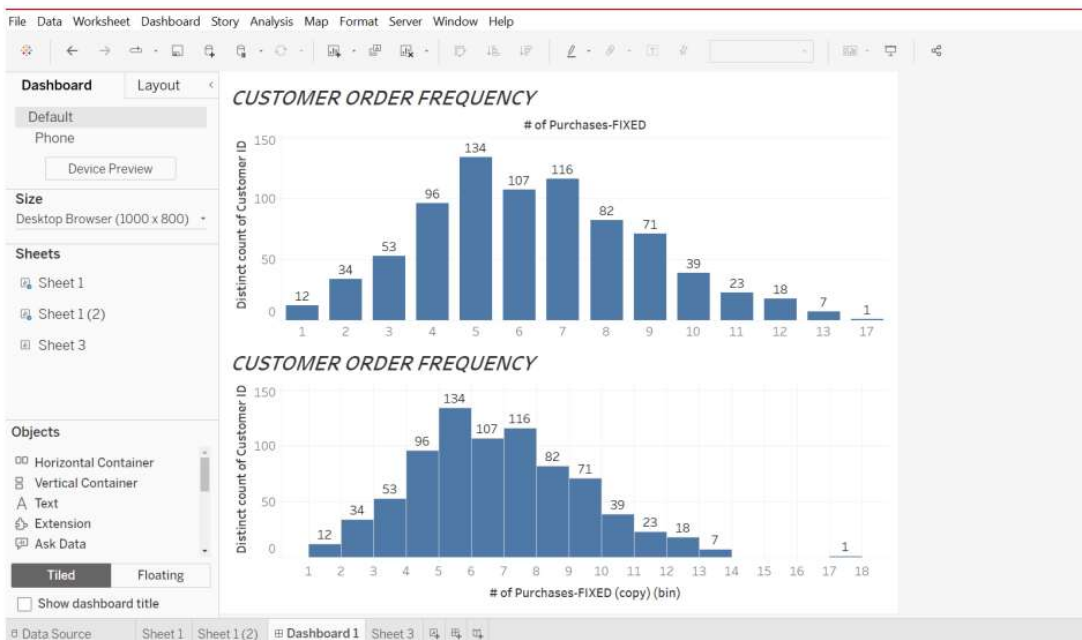 File Data Worksheet Dashboard Story Analysis Map Format Server Window Help
Dashboard Layout
Default
Phone
Device Preview
Size
Desktop Browser (1000 x 800)
Sheets
Sheet 1
Sheet 1 (2)
Sheet 3
Objects
Horizontal Container
Vertical Container
A Text
Extension
Ask Data
Tiled Floating
Show dashboard title
CUSTOMER ORDER FREQUENCY
# of Purchases-FIXED
Distinct count of Customer ID
150
100
50
0
12 34 53 96 134 107 116 82 71 39 23 18 7 1
1 2 3 4 5 6 7 8 9 10 11 12 13 17
CUSTOMER ORDER FREQUENCY
Distinct count of Customer ID
150
100
50
0
12 34 53 96 134 107 116 82 71 39 23 18 7 1
1 2 3 4 5 6 7 8 9 10 11 12 13 14 15 16 17 18
# of Purchases-FIXED (copy) (bin)
Data Source Sheet 1 Sheet 1 (2) Dashboard 1 Sheet 3